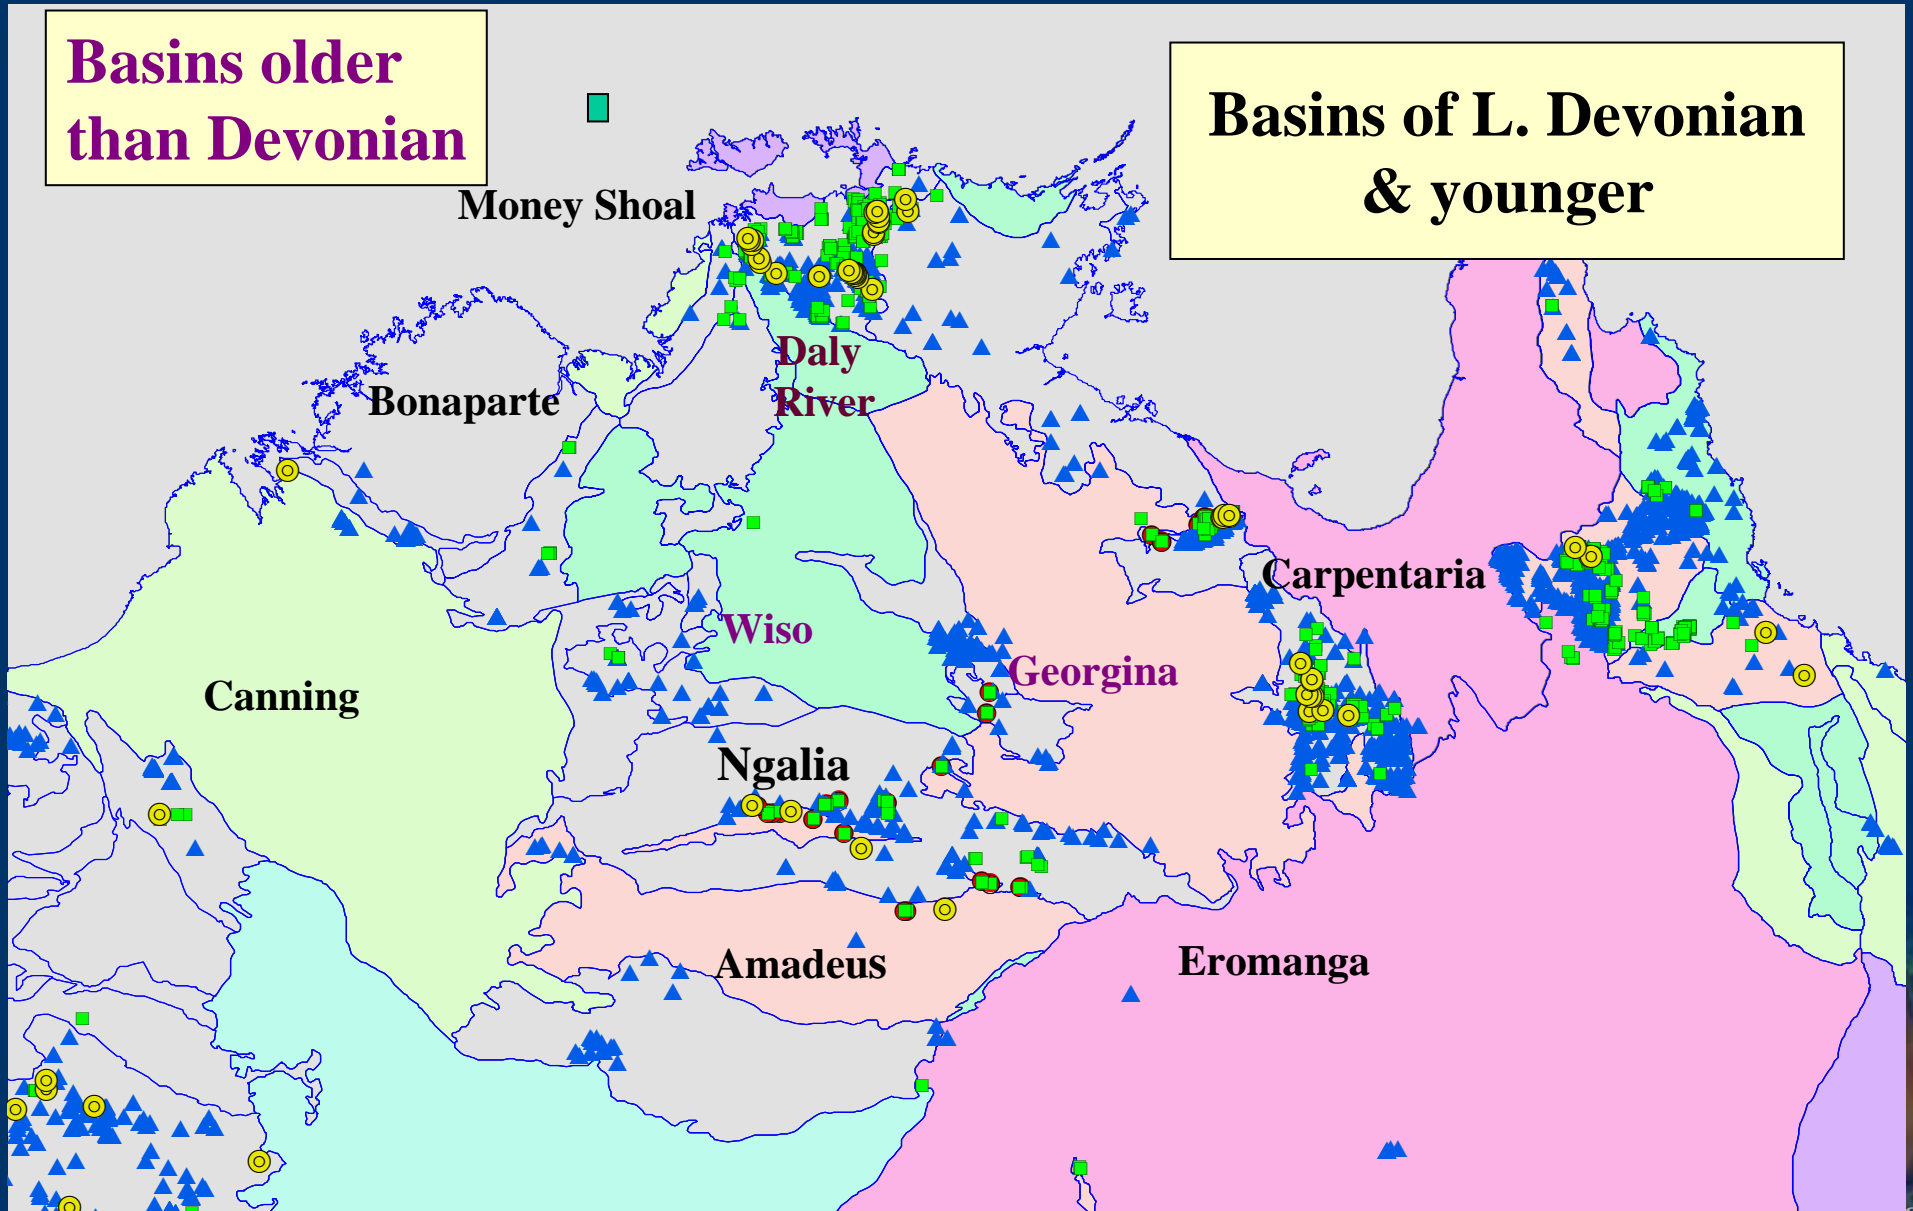 Basins older
than Devonian
Basins of L. Devonian
& younger
Money Shoal
Daly
River
Bonaparte
Carpentaria
Wiso
Georgina
Canning
Ngalia
Amadeus
Eromanga